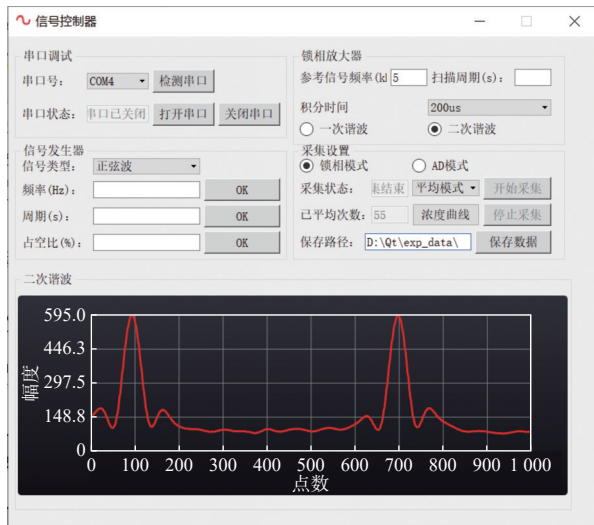 信号控制器
串口调试
串口号: COM4 检测串口
串口状态: 串口已关闭 打开串口 关闭串口
信号发生器
信号类型: 正弦波
频率(Hz): OK
周期(s): OK
占空比(%): OK
锁相放大器
参考信号频率(k 5 扫描周期(s):
积分时间 200us
一次谐波 二次谐波
采集设置
锁相模式 AD模式
采集状态: 结束 平均模式 开始采集
已平均次数: 55 浓度曲线 停止采集
保存路径: D:\Qt\exp_data\ 保存数据
二次谐波
595.0
446.3
297.5
148.8
0
幅度
0 100 200 300 400 500 600 700 800 900 1 000
点数